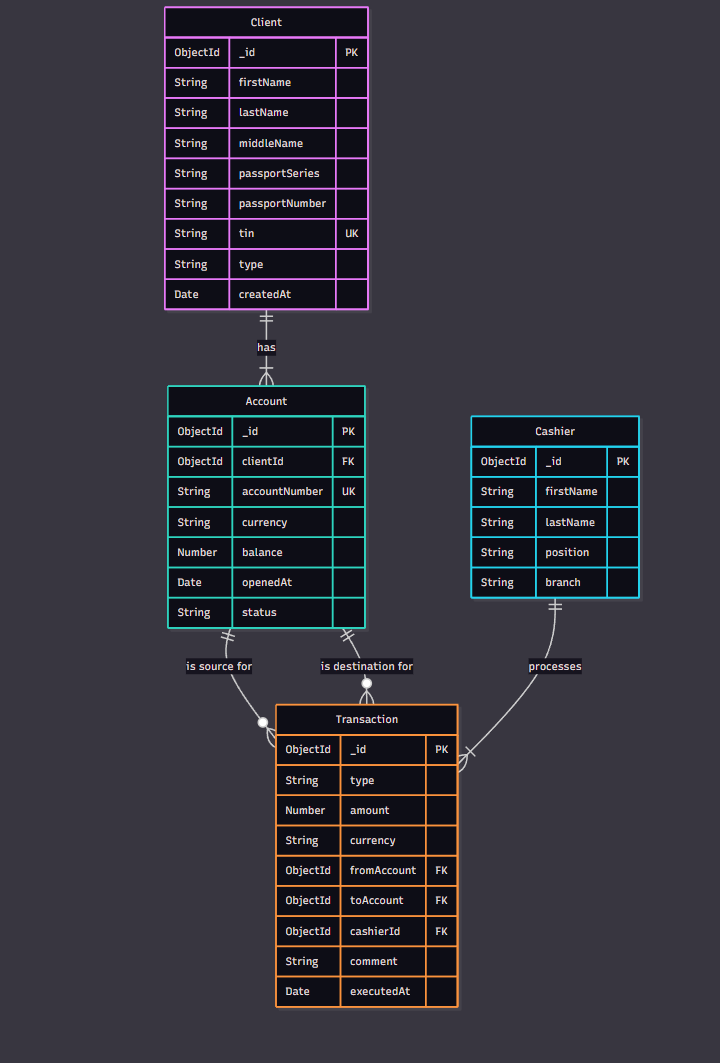 Client
ObjectId _id PK
String firstName
String lastName
String middleName
String passportSeries
String passportNumber
String tin UK
String type
Date createdAt
has
Account
ObjectId _id PK
ObjectId clientId FK
String accountNumber UK
String currency
Number balance
Date openedAt
String status
Cashier
ObjectId _id PK
String firstName
String lastName
String position
String branch
is source for
is destination for
processes
Transaction
ObjectId _id PK
String type
Number amount
String currency
ObjectId fromAccount FK
ObjectId toAccount FK
ObjectId cashierId FK
String comment
Date executedAt